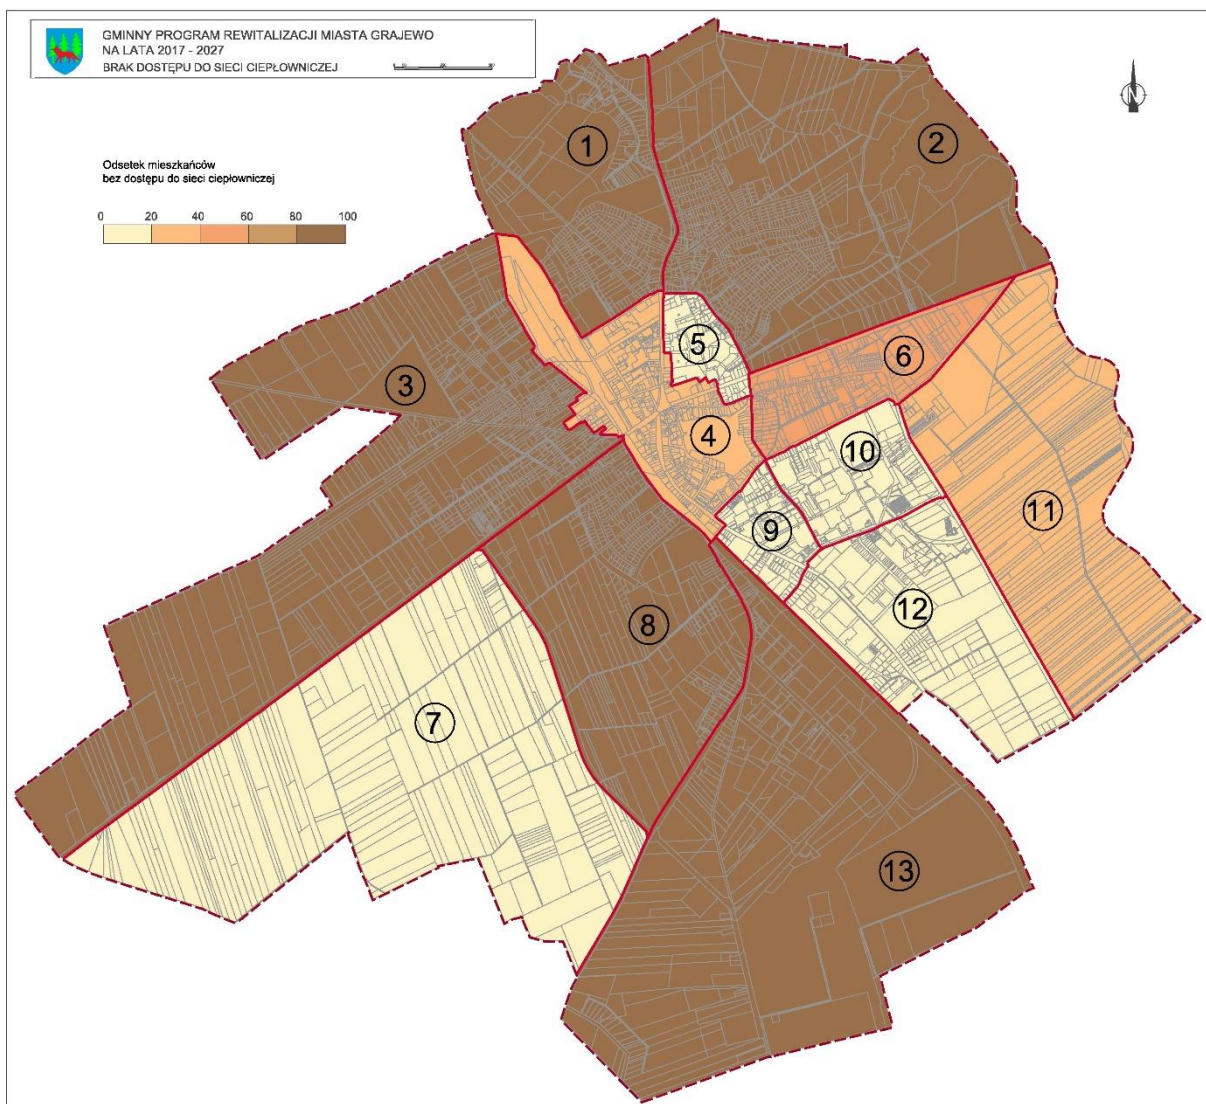 GMINNY PROGRAM REWITALIZACJI MIASTA GRAJEWO
NA LATA 2017 - 2027
BRAK DOSTĘPU DO SIECI CIEPŁOWNICZEJ
N
Odsetek mieszkańców
bez dostępu do sieci ciepłowniczej
0 20 40 60 80 100
1
2
3
5
6
4
10
11
9
12
8
7
13